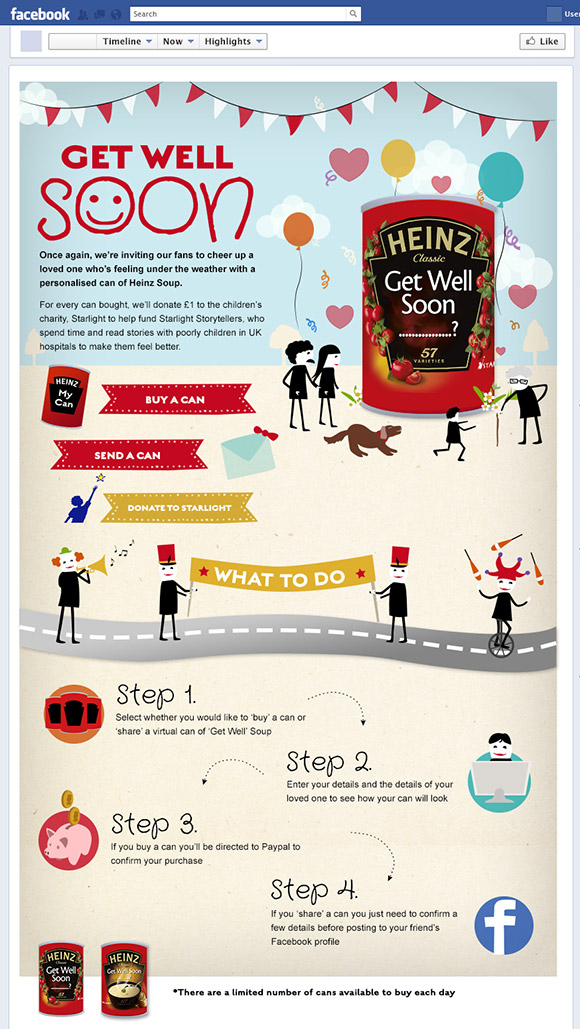 facebook
Search
User
Timeline
Now
Highlights
Like
GET WELL
SOON
Once again, we're inviting our fans to cheer up a
loved one who's feeling under the weather with a
personalised can of Heinz Soup.
For every can bought, we'll donate £1 to the children's
charity, Starlight to help fund Starlight Storytellers, who
spend time and read stories with poorly children in UK
hospitals to make them feel better.
HEINZ
Classic
Get Well
Soon
..............?
57
VARIETIES
HEINZ
My
Can
BUY A CAN
SEND A CAN
DONATE TO STARLIGHT
WHAT TO DO
Step 1.
Select whether you would like to 'buy' a can or
'share' a virtual can of 'Get Well' Soup
Step 2.
Enter your details and the details of your
loved one to see how your can will look
Step 3.
If you buy a can you'll be directed to Paypal to
confirm your purchase
Step 4.
If you 'share' a can you just need to confirm a
few details before posting to your friend's
Facebook profile
f
HEINZ
Classic
Get Well
Soon
57
HEINZ
Classic
Get Well Soon
57
*There are a limited number of cans available to buy each day